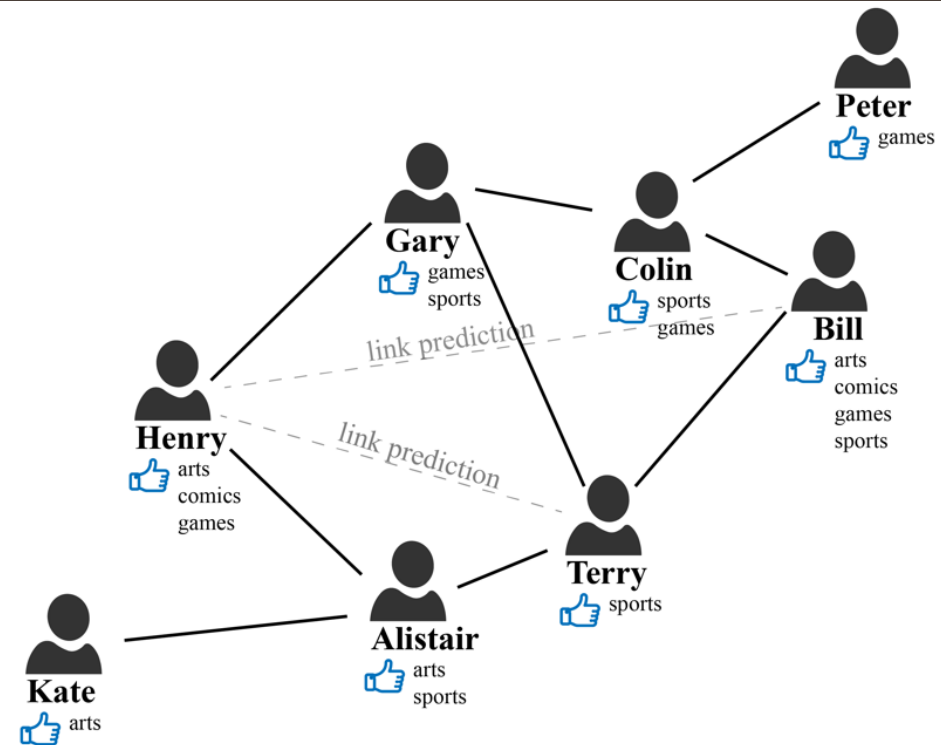 Peter
games
Gary
games
sports
Colin
sports
games
Bill
arts
comics
games
sports
link prediction
link prediction
Henry
arts
comics
games
Terry
sports
Alistair
arts
sports
Kate
arts